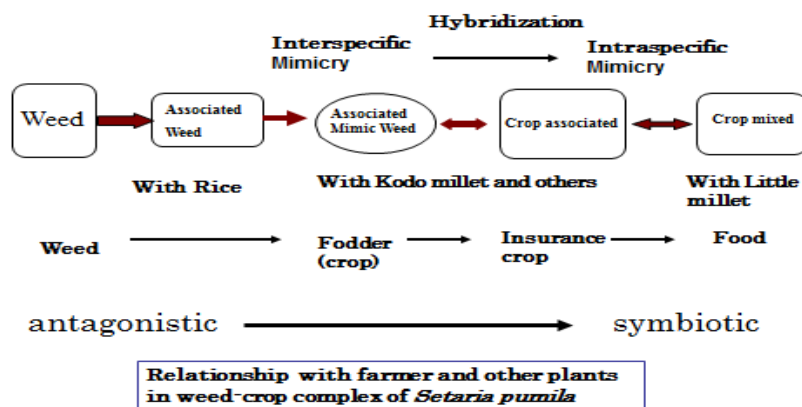 Hybridization
Interspecific
Mimicry
Intraspecific
Mimicry
Weed
Associated
Weed
Associated
Mimic Weed
Crop associated
Crop mixed
With Rice
With Kodo millet and others
With Little
millet
Weed
Fodder
(crop)
Insurance
crop
Food
antagonistic
symbiotic
Relationship with farmer and other plants
in weed-crop complex of Setaria pumila